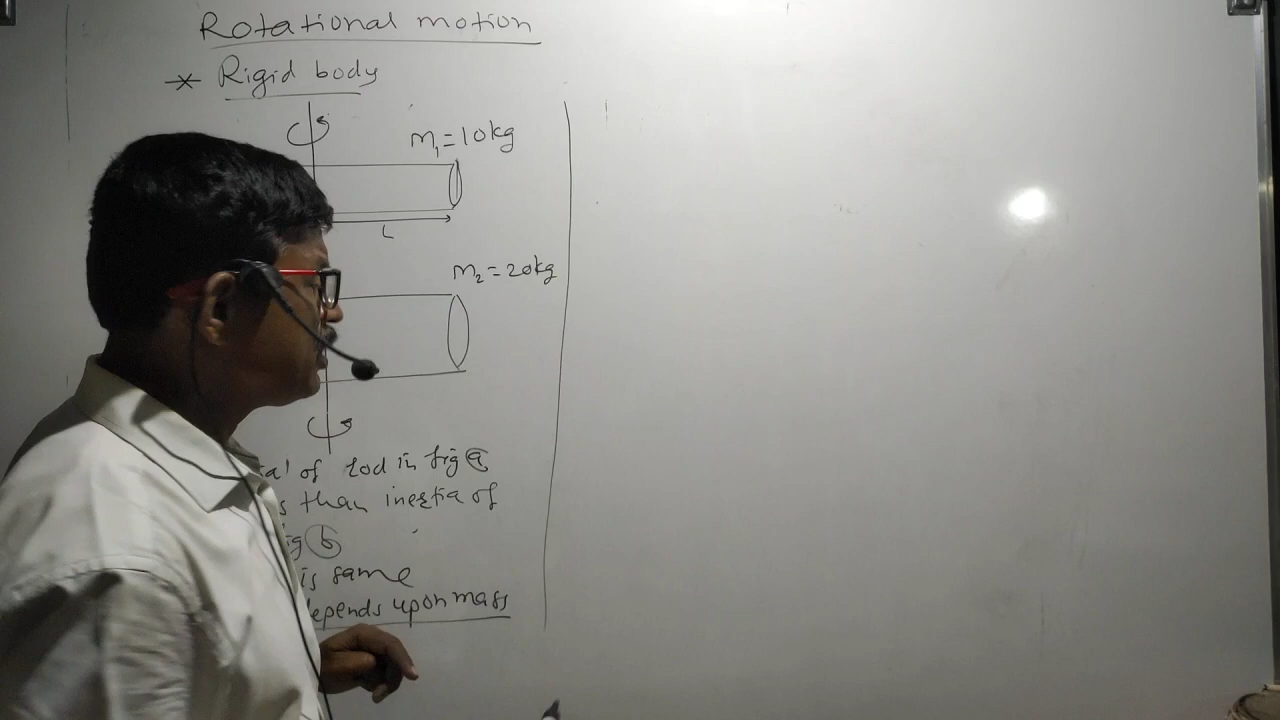 Rotational motion
* Rigid body
m₁=10kg
L
m₂=20kg
of rod in fig ⓐ
than inertia of
ⓑ
is same
depends upon mass